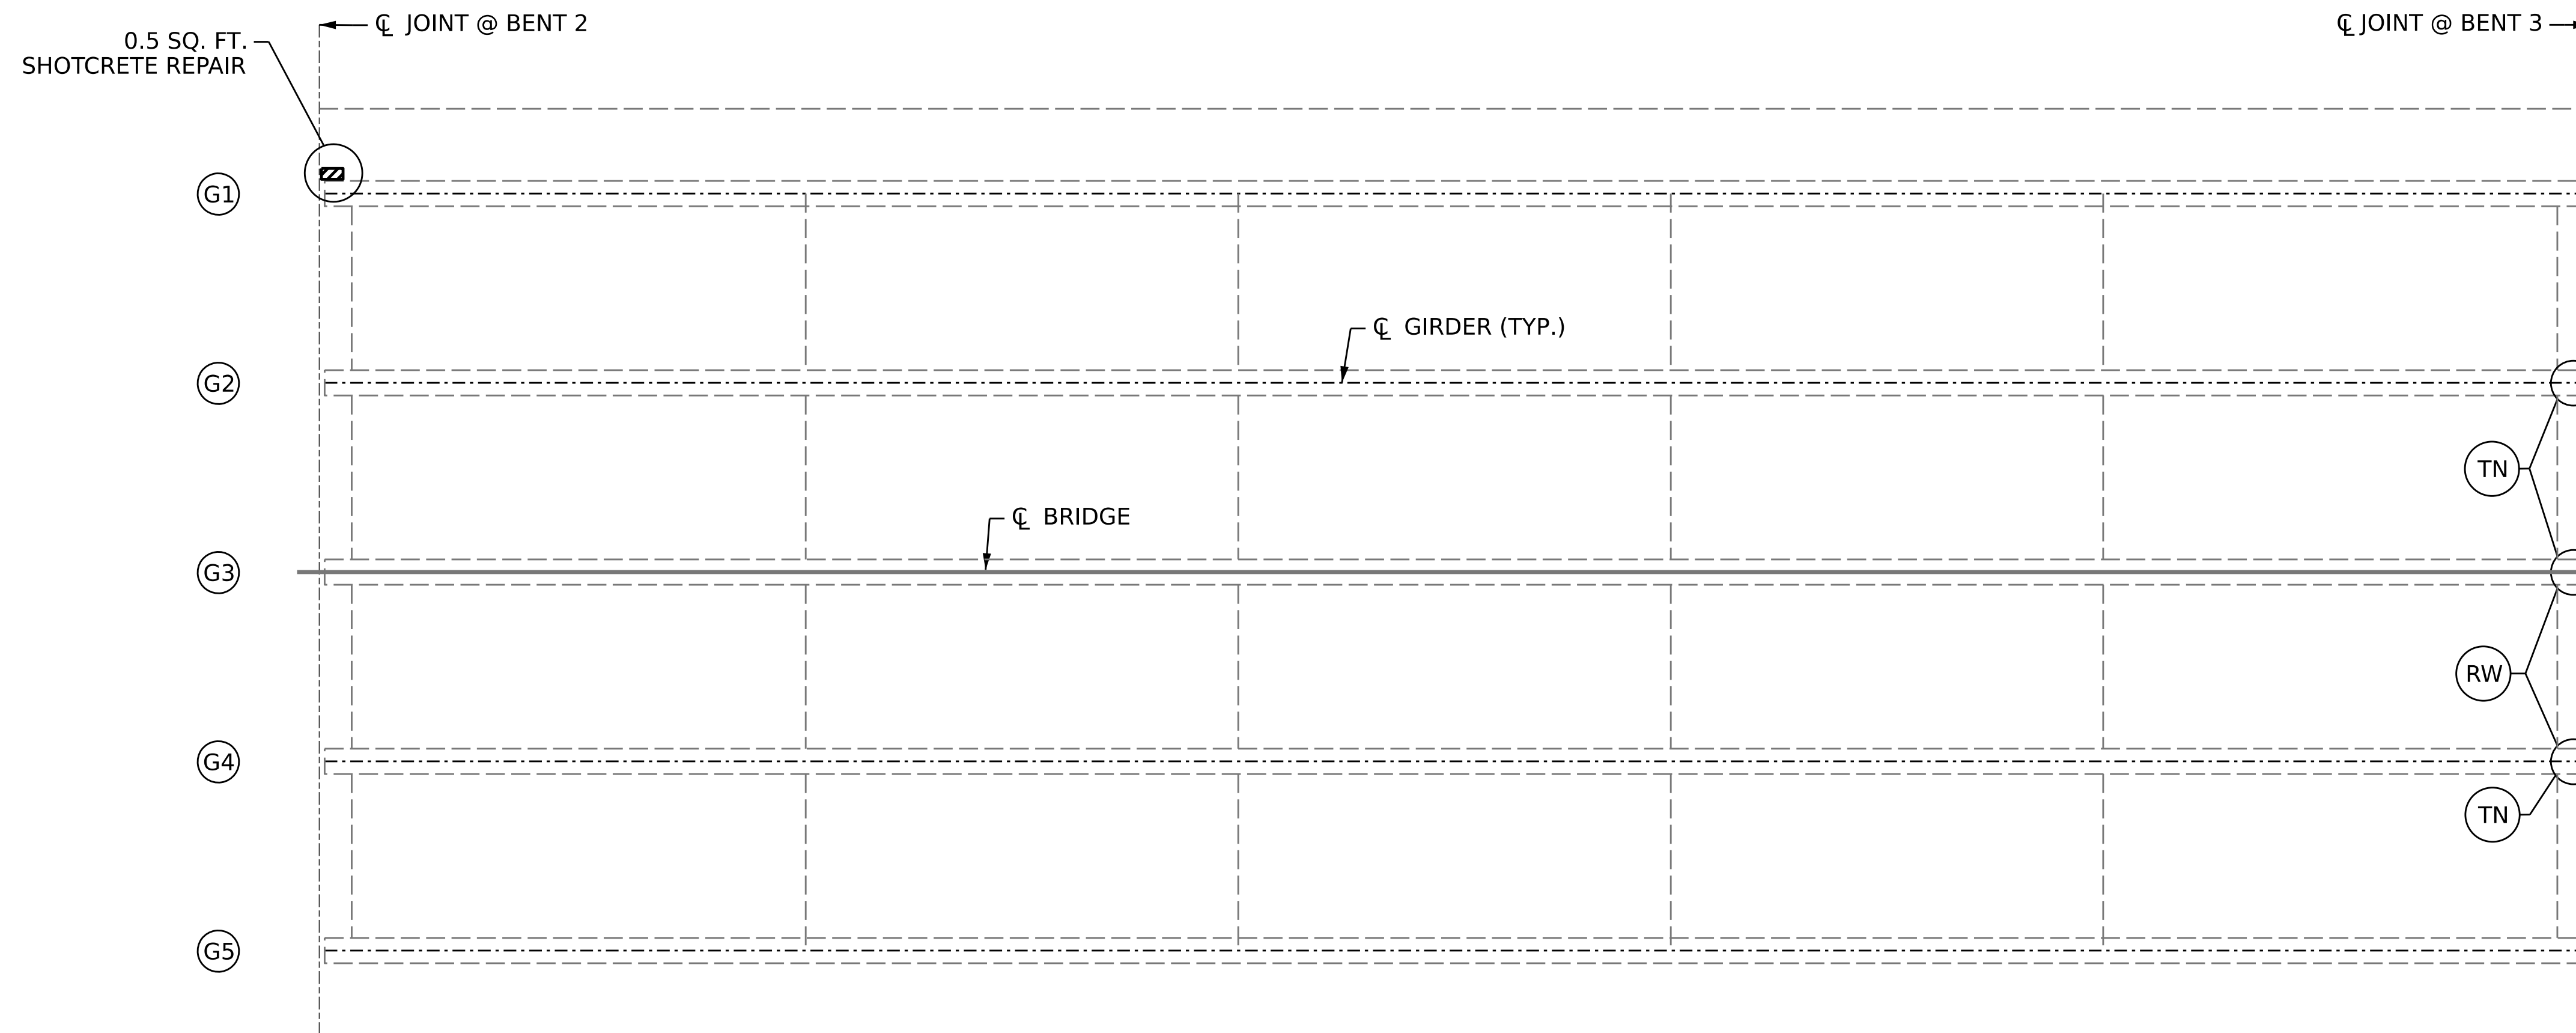 ℄ JOINT @ BENT 2
℄ JOINT @ BENT 3
0.5 SQ. FT.
SHOTCRETE REPAIR
G1
℄ GIRDER (TYP.)
G2
TN
℄ BRIDGE
G3
RW
G4
TN
G5